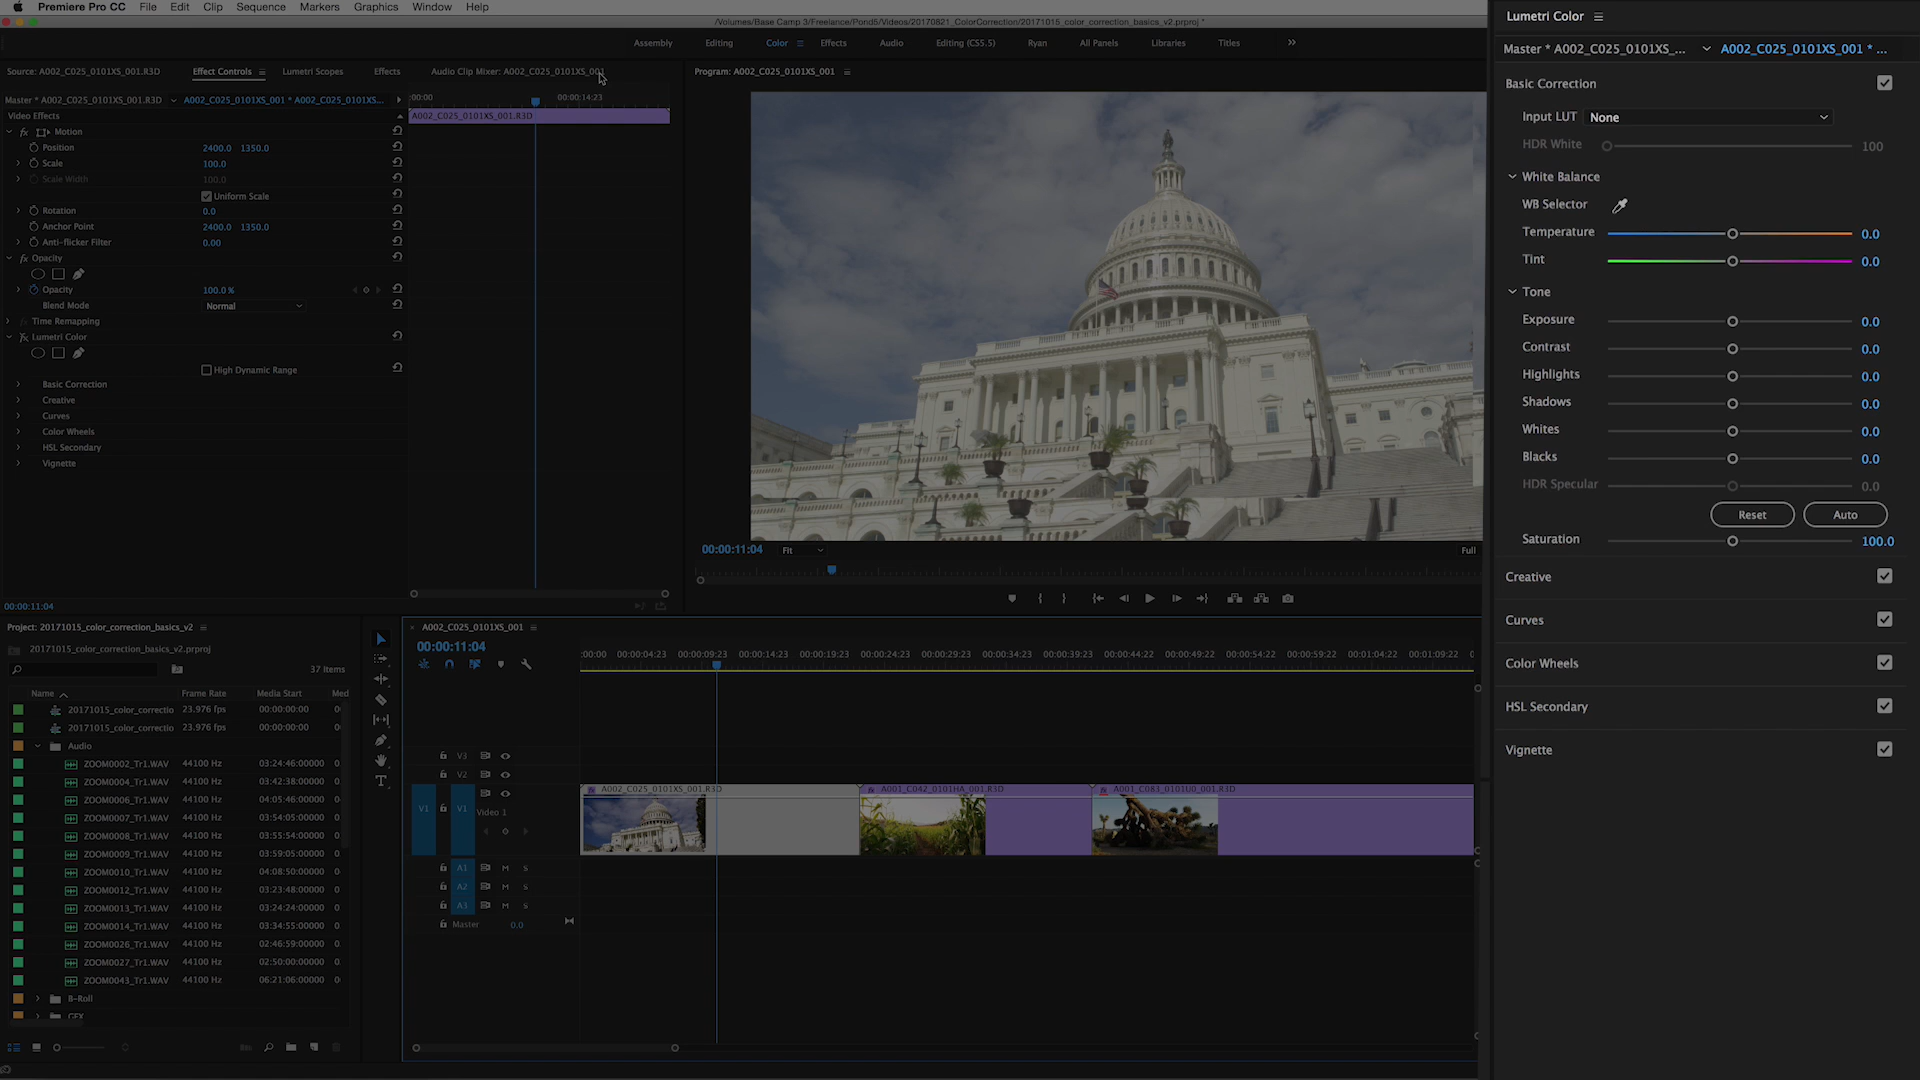 Premiere Pro CC File Edit Clip Sequence Markers Graphics Window Help
/Volumes/Base Camp 3/Freelance/Pond5/Videos/20170821_ColorCorrection/20171015_color_correction_basics_v2.prproj *
Assembly Editing Color Effects Audio Editing (CS5.5) Ryan All Panels Libraries Titles
Source: A002_C025_0101XS_001.R3D Effect Controls Lumetri Scopes Effects Audio Clip Mixer: A002_C025_0101XS_001
Master * A002_C025_0101XS_001.R3D A002_C025_0101XS_001 * A002_C025_0101XS...
:00:00 00:00:14:23
Video Effects
A002_C025_0101XS_001.R3D
fx Motion
Position 2400.0 1350.0
Scale 100.0
Scale Width 100.0
Uniform Scale
Rotation 0.0
Anchor Point 2400.0 1350.0
Anti-flicker Filter 0.00
fx Opacity
Opacity 100.0 %
Blend Mode Normal
Time Remapping
fx Lumetri Color
High Dynamic Range
Basic Correction
Creative
Curves
Color Wheels
HSL Secondary
Vignette
00:00:11:04
Program: A002_C025_0101XS_001
00:00:11:04 Fit Full
Project: 20171015_color_correction_basics_v2
20171015_color_correction_basics_v2.prproj
37 Items
Name Frame Rate Media Start Med
20171015_color_correctio 23.976 fps 00:00:00:00 0
20171015_color_correctio 23.976 fps 00:00:00:00 0
Audio
ZOOM0002_Tr1.WAV 44100 Hz 03:24:46:00000 0
ZOOM0004_Tr1.WAV 44100 Hz 03:42:38:00000 0
ZOOM0006_Tr1.WAV 44100 Hz 04:05:46:00000 0
ZOOM0007_Tr1.WAV 44100 Hz 03:54:05:00000 0
ZOOM0008_Tr1.WAV 44100 Hz 03:55:54:00000 0
ZOOM0009_Tr1.WAV 44100 Hz 03:59:05:00000 0
ZOOM0010_Tr1.WAV 44100 Hz 04:08:50:00000 0
ZOOM0012_Tr1.WAV 44100 Hz 03:23:48:00000 0
ZOOM0013_Tr1.WAV 44100 Hz 03:24:24:00000 0
ZOOM0014_Tr1.WAV 44100 Hz 03:34:55:00000 0
ZOOM0026_Tr1.WAV 44100 Hz 02:46:59:00000 0
ZOOM0027_Tr1.WAV 44100 Hz 02:50:00:00000 0
ZOOM0043_Tr1.WAV 44100 Hz 06:21:06:00000 0
B-Roll
GFX
A002_C025_0101XS_001
00:00:11:04
:00:00 00:00:04:23 00:00:09:23 00:00:14:23 00:00:19:23 00:00:24:23 00:00:29:23 00:00:34:23 00:00:39:23 00:00:44:22 00:00:49:22 00:00:54:22 00:00:59:22 00:01:04:22 00:01:09:22 0
V3
V2
V1 V1 Video 1
A002_C025_0101XS_001.R3D A001_C042_0101HA_001.R3D A001_C083_0101U0_001.R3D
A1 M S
A2 M S
A3 M S
Master 0.0
Lumetri Color
Master * A002_C025_0101XS_... A002_C025_0101XS_001 * ...
Basic Correction
Input LUT None
HDR White 100
White Balance
WB Selector
Temperature 0.0
Tint 0.0
Tone
Exposure 0.0
Contrast 0.0
Highlights 0.0
Shadows 0.0
Whites 0.0
Blacks 0.0
HDR Specular 0.0
Reset Auto
Saturation 100.0
Creative
Curves
Color Wheels
HSL Secondary
Vignette